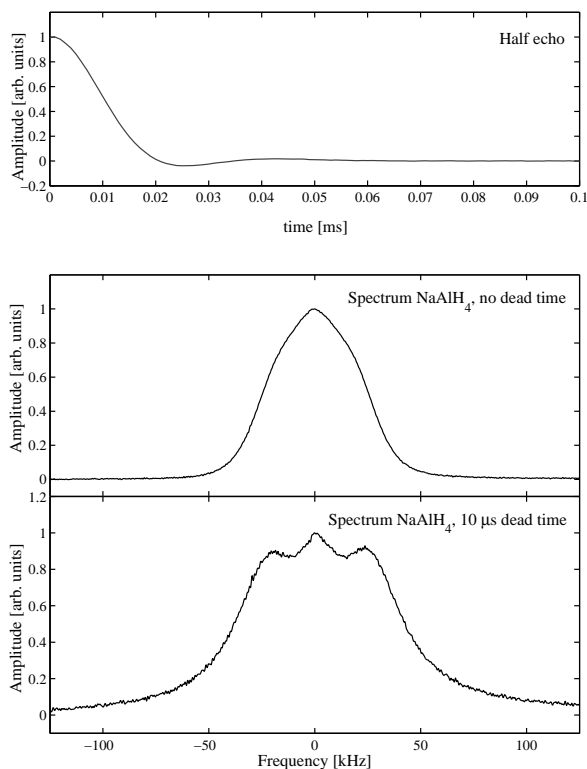 Half echo
Amplitude [arb. units]
1
0.8
0.6
0.4
0.2
0
−0.2
0 0.01 0.02 0.03 0.04 0.05 0.06 0.07 0.08 0.09 0.1
time [ms]
Spectrum NaAlH4, no dead time
Amplitude [arb. units]
1
0.8
0.6
0.4
0.2
0
Spectrum NaAlH4, 10 μs dead time
Amplitude [arb. units]
1.2
1
0.8
0.6
0.4
0.2
0
−100 −50 0 50 100
Frequency [kHz]